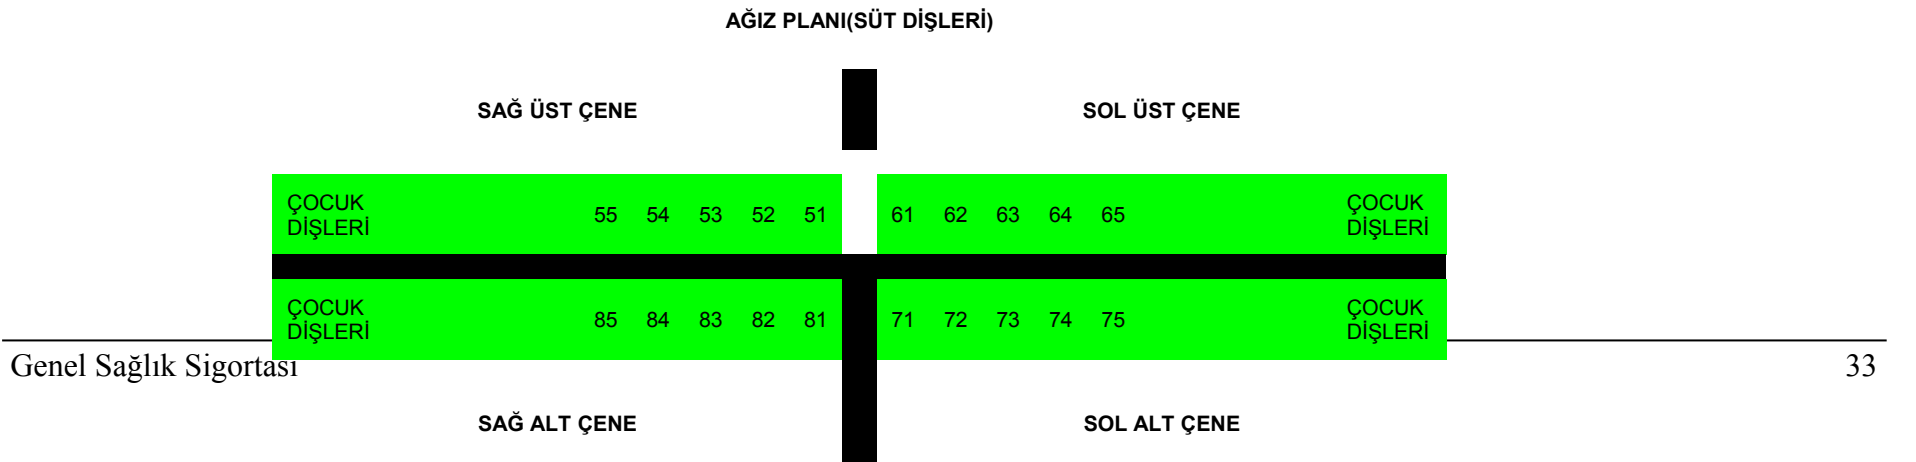 AĞIZ PLANI(SÜT DİŞLERİ)
SAĞ ÜST ÇENE SOL ÜST ÇENE
ÇOCUK DİŞLERİ 55 54 53 52 51 61 62 63 64 65 ÇOCUK DİŞLERİ
ÇOCUK DİŞLERİ 85 84 83 82 81 71 72 73 74 75 ÇOCUK DİŞLERİ
Genel Sağlık Sigortası 33
SAĞ ALT ÇENE SOL ALT ÇENE